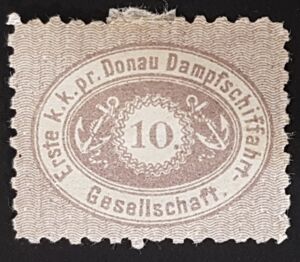 Erste k.k.pr. Donau Dampfschiffahrt-
Gesellschaft.
10.